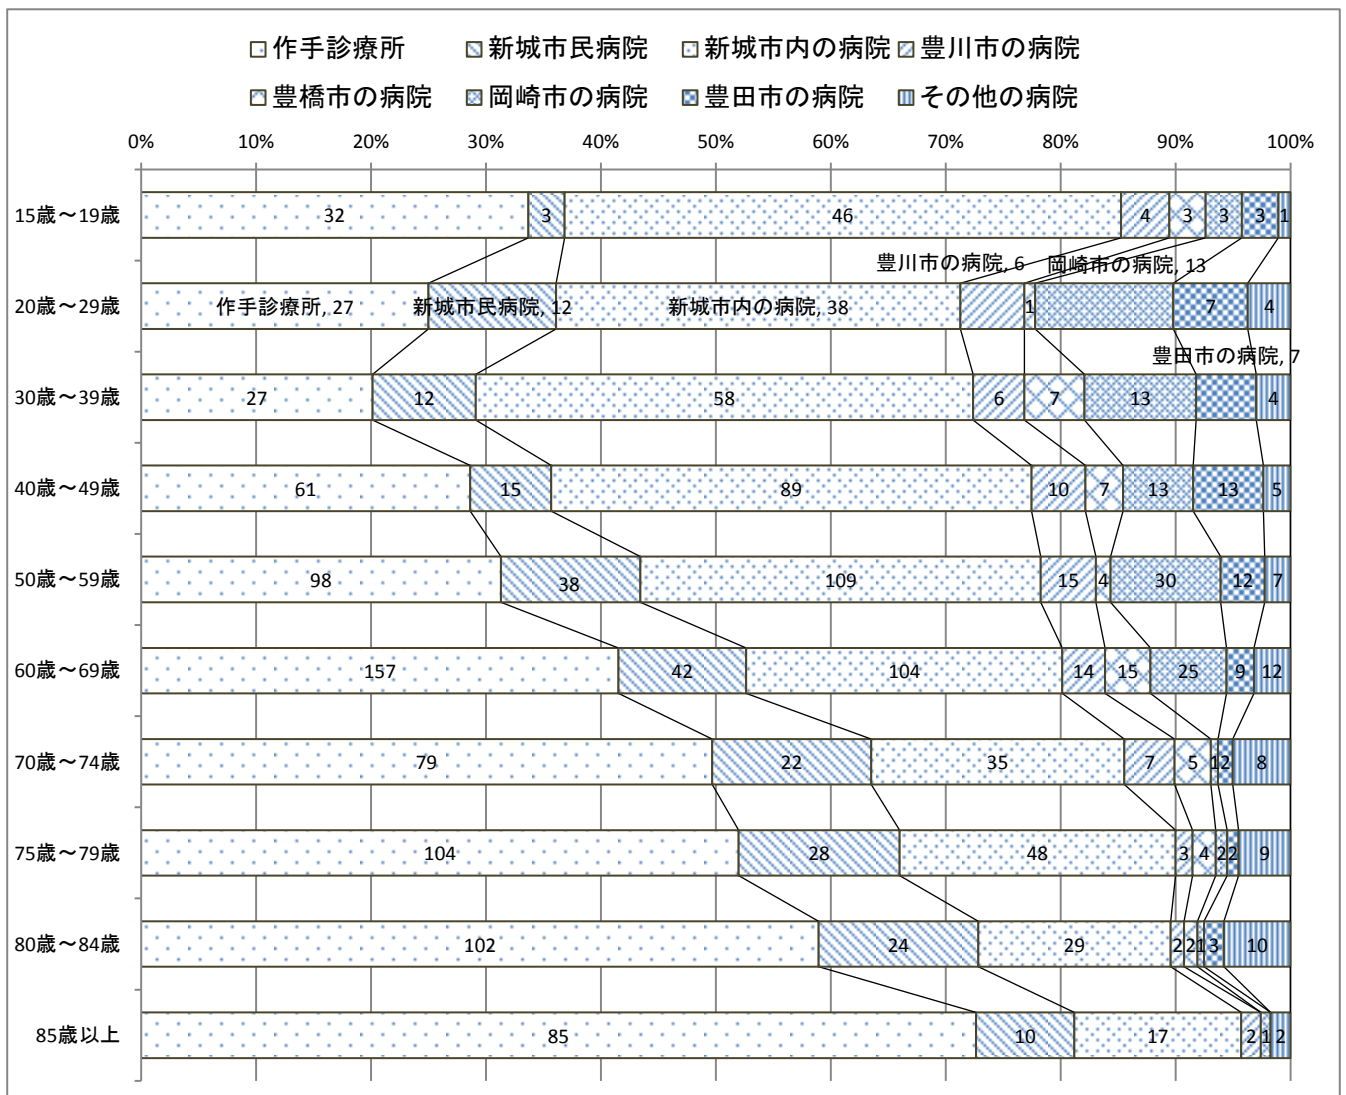 作手診療所 新城市民病院 新城市内の病院 豊川市の病院
豊橋市の病院 岡崎市の病院 豊田市の病院 その他の病院
0% 10% 20% 30% 40% 50% 60% 70% 80% 90% 100%
15歳～19歳 32 3 46 4 3 3 3 1
豊川市の病院, 6 岡崎市の病院, 13
20歳～29歳 作手診療所, 27 新城市民病院, 12 新城市内の病院, 38 1 7 4
豊田市の病院, 7
30歳～39歳 27 12 58 6 7 13 4
40歳～49歳 61 15 89 10 7 13 13 5
50歳～59歳 98 38 109 15 4 30 12 7
60歳～69歳 157 42 104 14 15 25 9 12
70歳～74歳 79 22 35 7 5 1 2 8
75歳～79歳 104 28 48 3 4 2 2 9
80歳～84歳 102 24 29 2 2 1 3 10
85歳以上 85 10 17 2 1 2